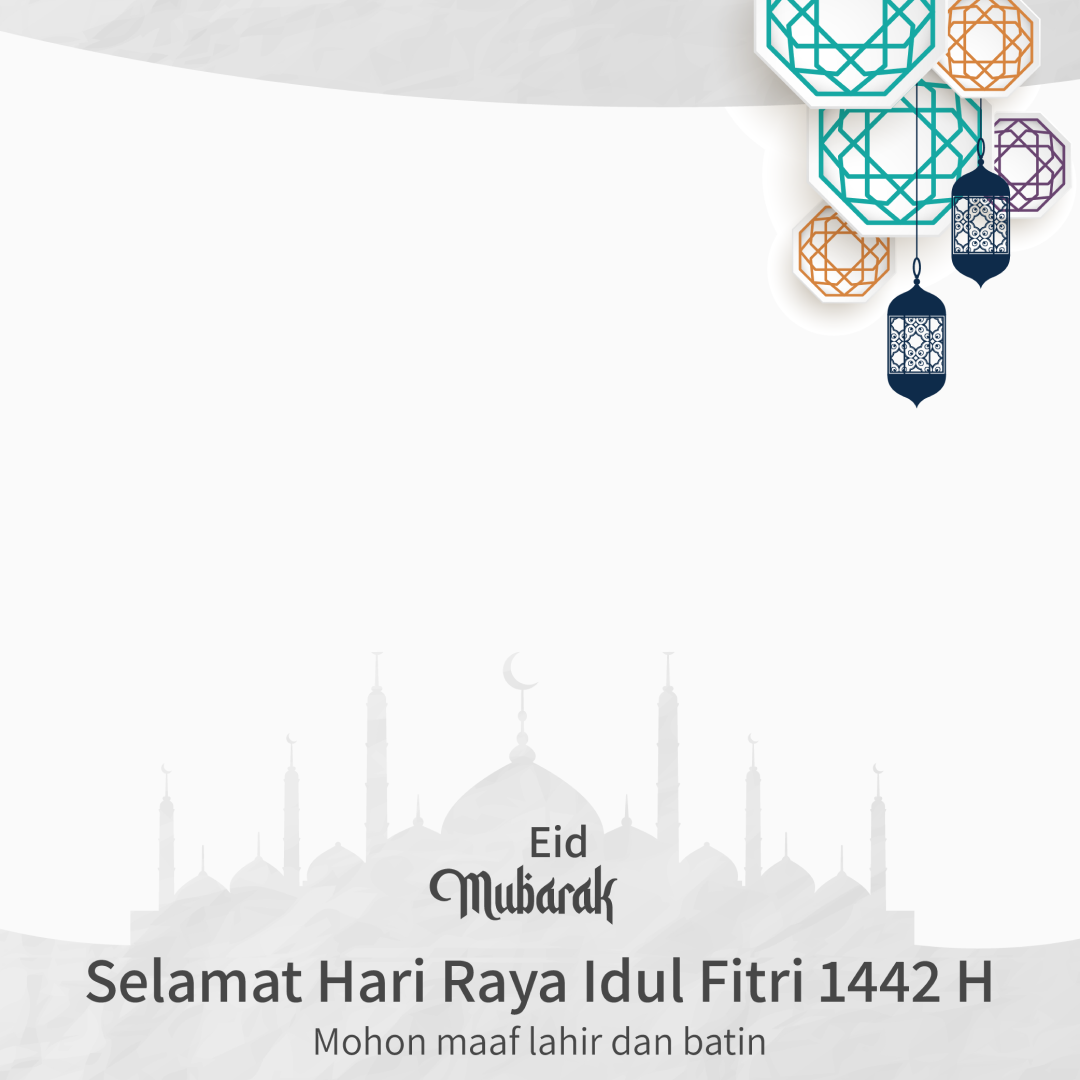 Eid
Mubarak
Selamat Hari Raya Idul Fitri 1442 H
Mohon maaf lahir dan batin